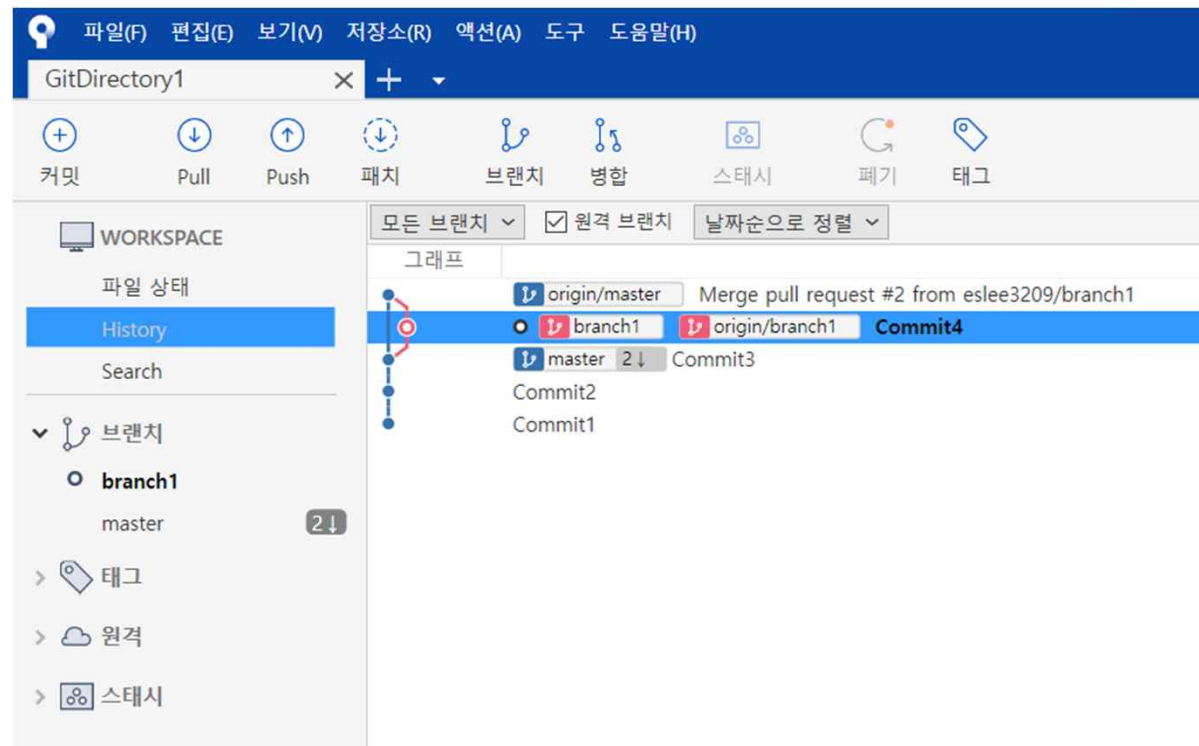 파일(F) 편집(E) 보기(V) 저장소(R) 액션(A) 도구 도움말(H)
GitDirectory1
커밋 Pull Push 패치 브랜치 병합 스태시 폐기 태그
WORKSPACE
파일 상태
History
Search
브랜치
branch1
master 2↓
태그
원격
스태시
모든 브랜치 원격 브랜치 날짜순으로 정렬
그래프
origin/master Merge pull request #2 from eslee3209/branch1
branch1 origin/branch1 Commit4
master 2↓ Commit3
Commit2
Commit1